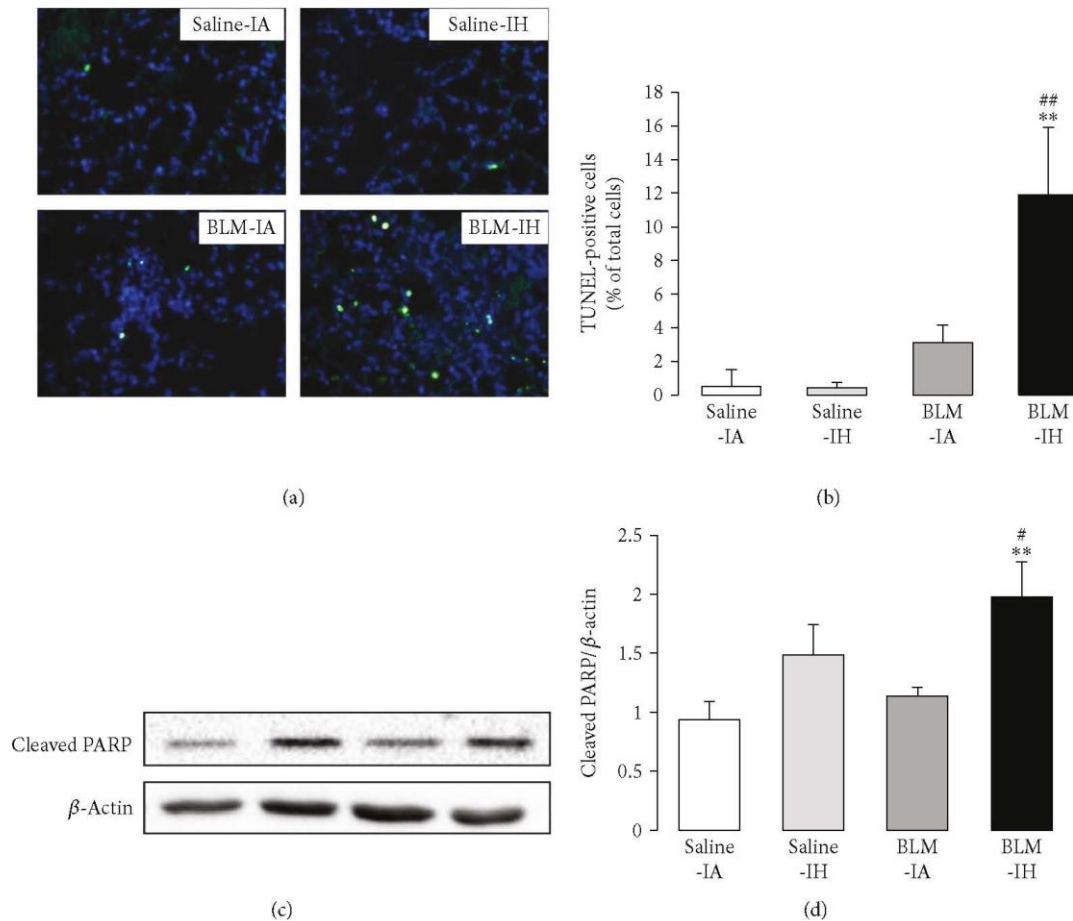 Saline-IA
Saline-IH
BLM-IA
BLM-IH
(a)
TUNEL-positive cells
(% of total cells)
18
16
14
12
10
8
6
4
2
0
##
**
Saline
-IA
Saline
-IH
BLM
-IA
BLM
-IH
(b)
Cleaved PARP
β-Actin
(c)
Cleaved PARP/β-actin
2.5
2
1.5
1
0.5
0
#
**
Saline
-IA
Saline
-IH
BLM
-IA
BLM
-IH
(d)